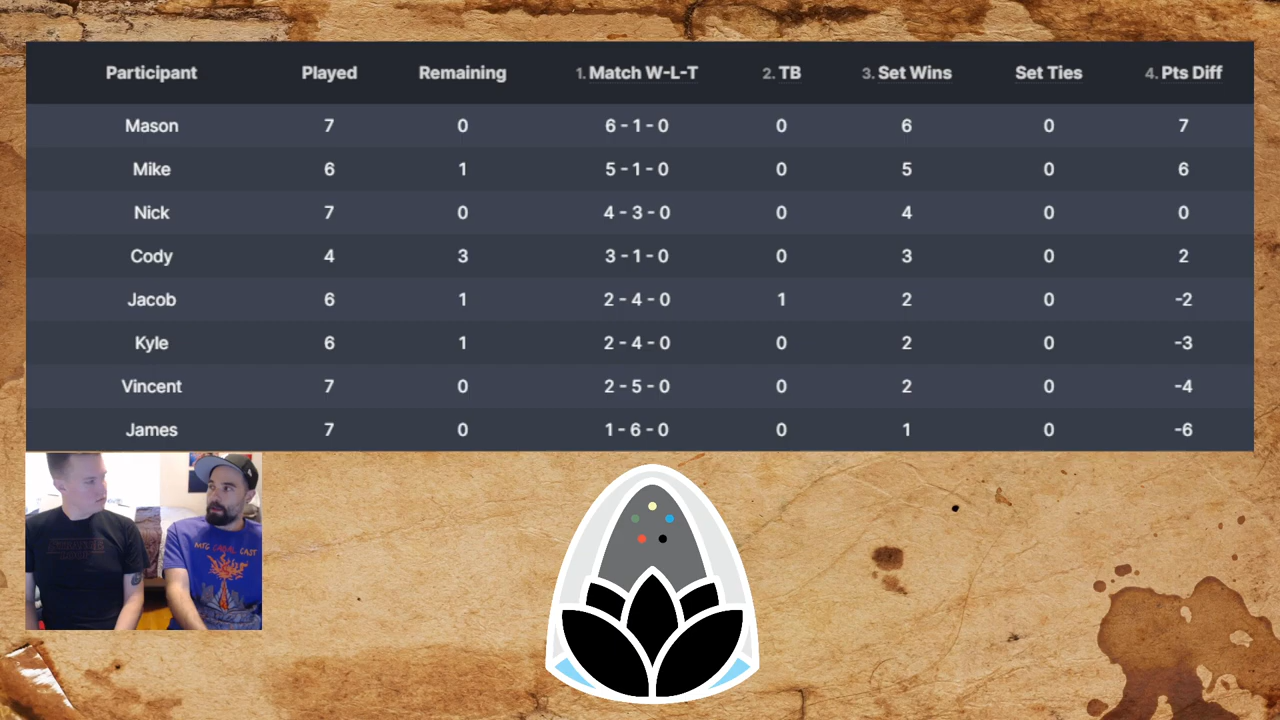 Participant Played Remaining 1. Match W-L-T 2. TB 3. Set Wins Set Ties 4. Pts Diff
Mason 7 0 6 - 1 - 0 0 6 0 7
Mike 6 1 5 - 1 - 0 0 5 0 6
Nick 7 0 4 - 3 - 0 0 4 0 0
Cody 4 3 3 - 1 - 0 0 3 0 2
Jacob 6 1 2 - 4 - 0 1 2 0 -2
Kyle 6 1 2 - 4 - 0 0 2 0 -3
Vincent 7 0 2 - 5 - 0 0 2 0 -4
James 7 0 1 - 6 - 0 0 1 0 -6
MTG CABAL CAST